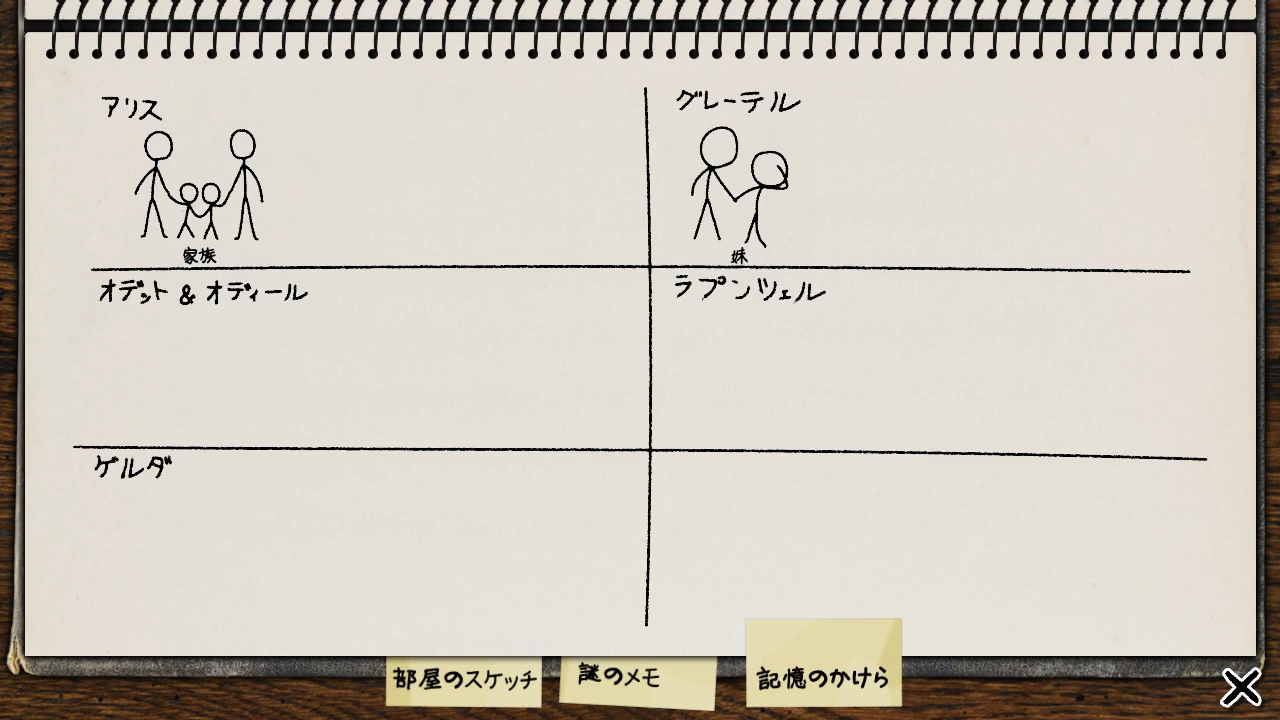 アリス
家族
グレーテル
妹
オデット & オディール
ラプンツェル
ゲルダ
部屋のスケッチ
謎のメモ
記憶のかけら